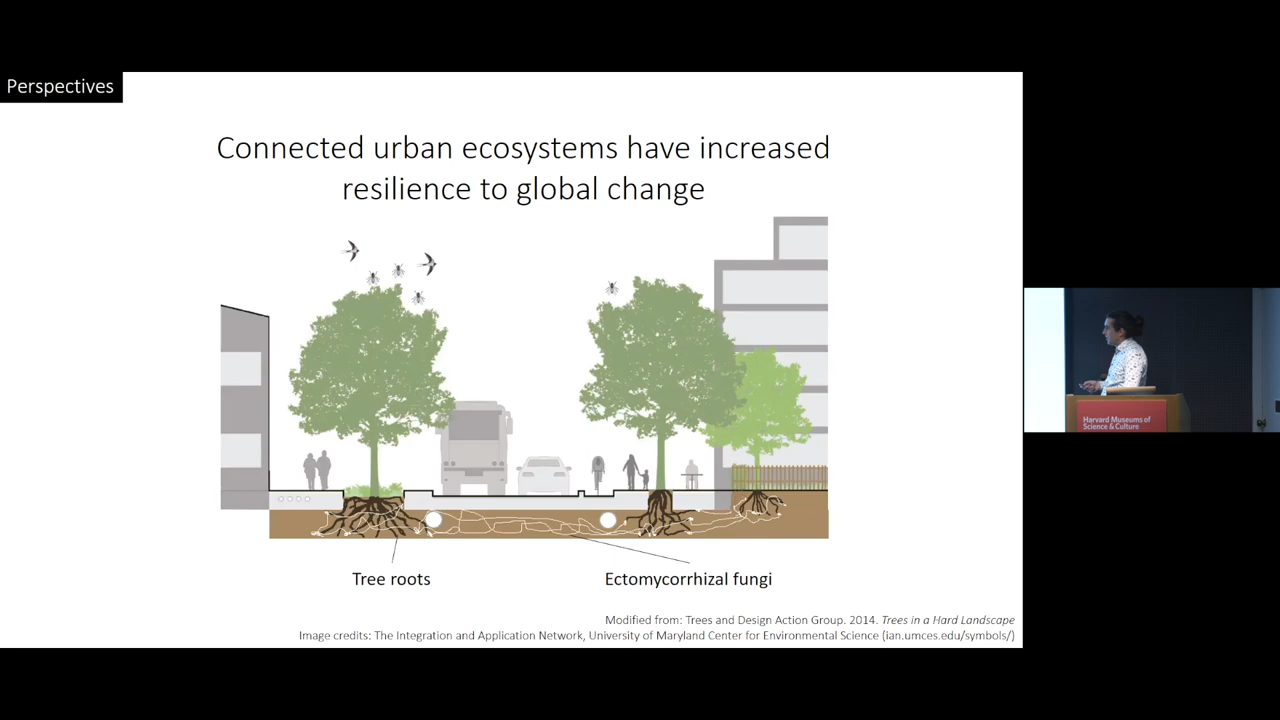 Perspectives
Connected urban ecosystems have increased
resilience to global change
Tree roots
Ectomycorrhizal fungi
Modified from: Trees and Design Action Group. 2014. Trees in a Hard Landscape
Image credits: The Integration and Application Network, University of Maryland Center for Environmental Science (ian.umces.edu/symbols/)
Harvard Museums of
Science & Culture